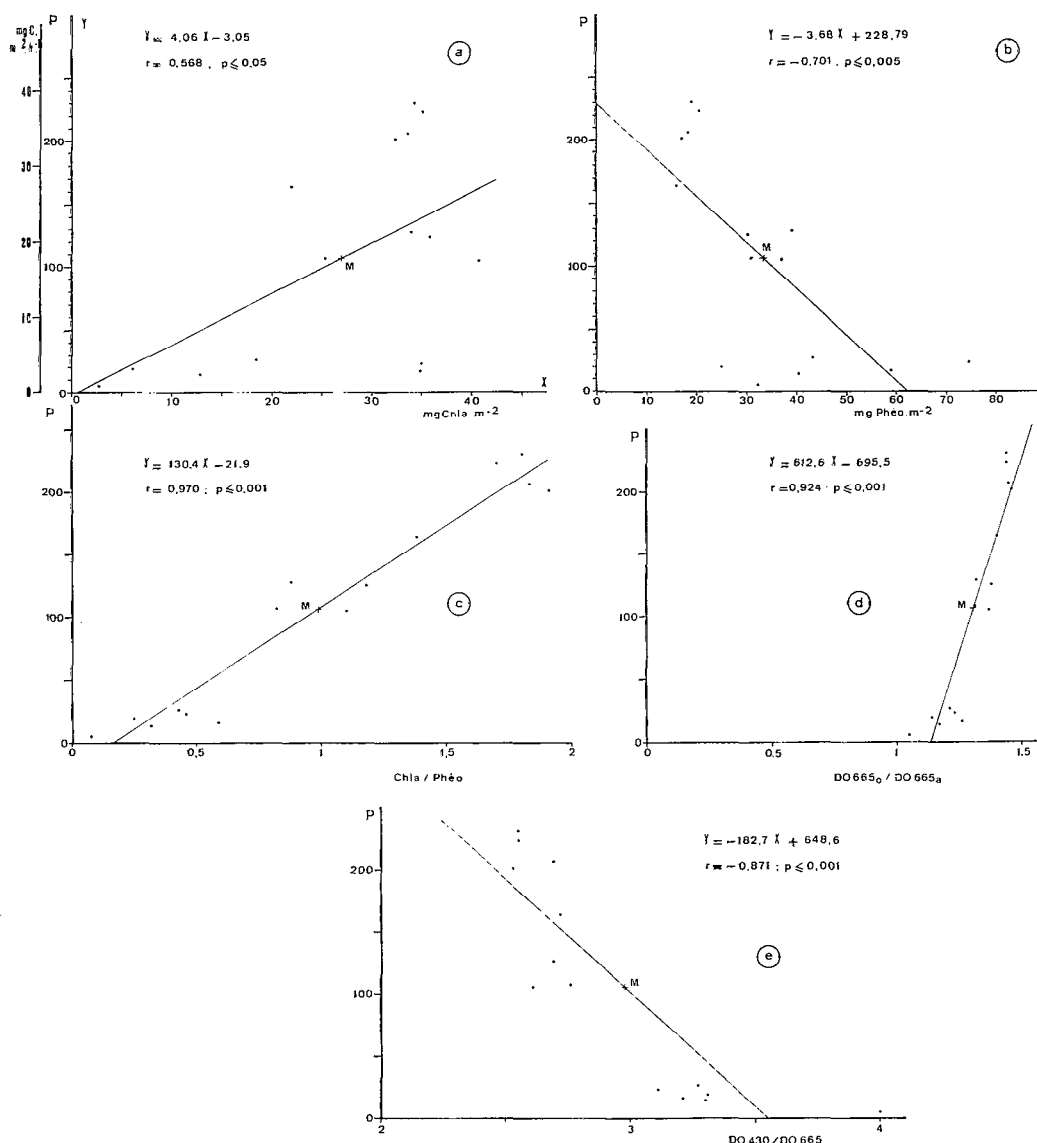 mgC.
P Y
Y = 4,06 X − 3,05
r = 0,568 , p ≤ 0,05
a
40
30
20
10
0
200
100
0
M
10 20 30 40
X
mgChla m-2
P
Y = −3,68 X + 228,79
r = −0,701 , p ≤ 0,005
b
200
100
0
M
0 10 20 30 40 50 60 70 80
mg Phéo.m-2
P
Y = 130,4 X − 21,9
r = 0,970 ; p ≤ 0,001
c
200
100
0
M
0 0,5 1 1,5 2
Chla / Phéo
P
Y = 612,6 X − 695,5
r = 0,924 . p ≤ 0,001
d
200
100
0
M
0 0.5 1 1.5
DO 665o / DO 665a
P
Y = −182,7 X + 648,6
r = −0,871 ; p ≤ 0,001
e
200
100
0
M
2 3 4
DO 430 / DO 665